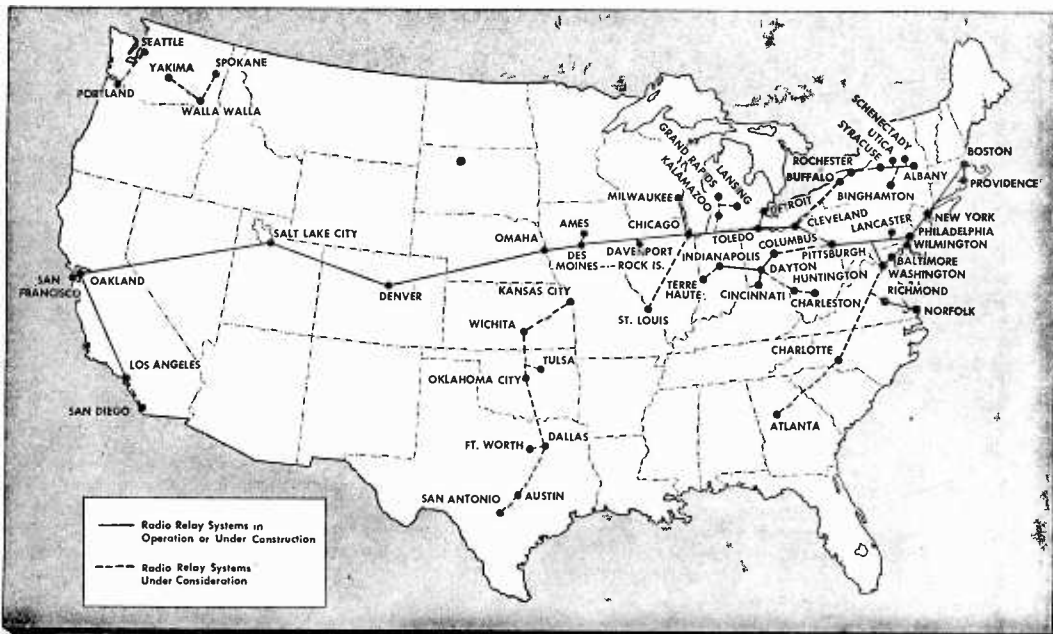 SEATTLE
YAKIMA
SPOKANE
PORTLAND
WALLA WALLA
SALT LAKE CITY
SAN
FRANCISCO
OAKLAND
LOS ANGELES
SAN DIEGO
DENVER
OMAHA
AMES
DES
MOINES
DAVENPORT
ROCK IS.
KANSAS CITY
WICHITA
TULSA
OKLAHOMA CITY
FT. WORTH
DALLAS
AUSTIN
SAN ANTONIO
MILWAUKEE
CHICAGO
GRAND RAPIDS
KALAMAZOO
LANSING
DETROIT
TOLEDO
CLEVELAND
INDIANAPOLIS
COLUMBUS
TERRE
HAUTE
DAYTON
CINCINNATI
HUNTINGTON
CHARLESTON
ST. LOUIS
PITTSBURGH
ROCHESTER
BUFFALO
SYRACUSE
UTICA
SCHENECTADY
ALBANY
BINGHAMTON
BOSTON
PROVIDENCE
NEW YORK
LANCASTER
PHILADELPHIA
WILMINGTON
BALTIMORE
WASHINGTON
RICHMOND
NORFOLK
CHARLOTTE
ATLANTA
Radio Relay Systems in
Operation or Under Construction
Radio Relay Systems
Under Consideration